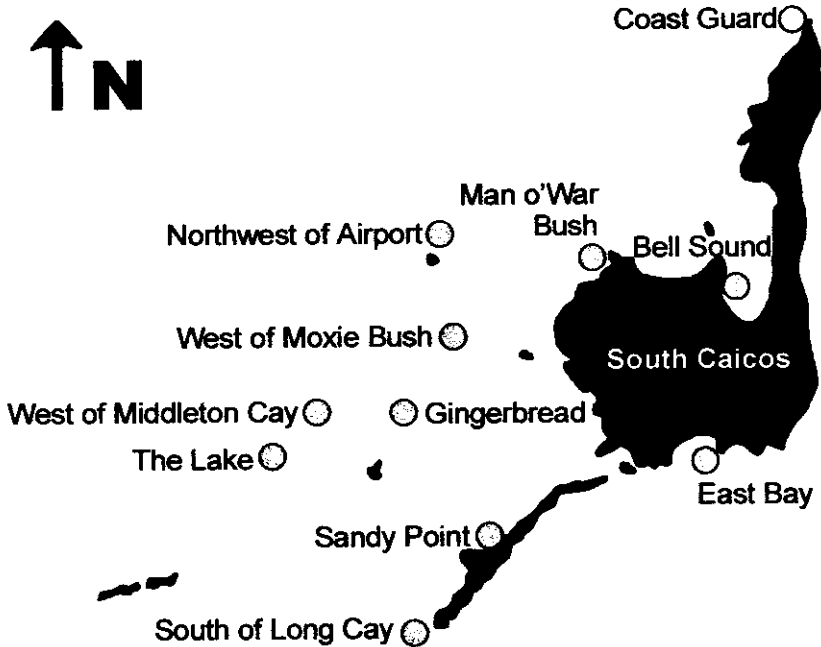 Coast Guard
N
Man o'War
Bush
Northwest of Airport
Bell Sound
West of Moxie Bush
South Caicos
West of Middleton Cay
Gingerbread
The Lake
East Bay
Sandy Point
South of Long Cay